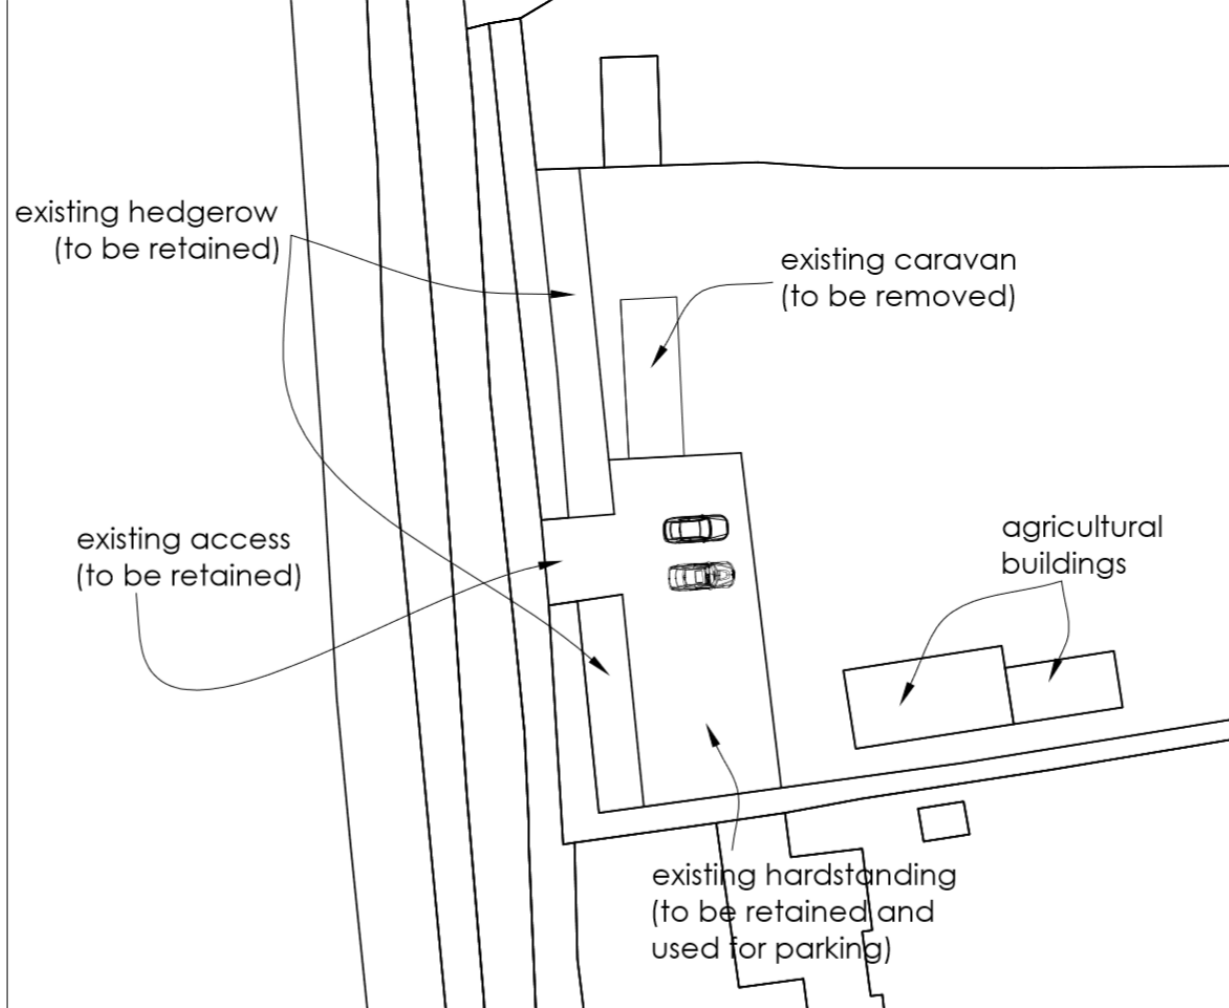 existing hedgerow
(to be retained)
existing caravan
(to be removed)
existing access
(to be retained)
agricultural
buildings
existing hardstanding
(to be retained and
used for parking)